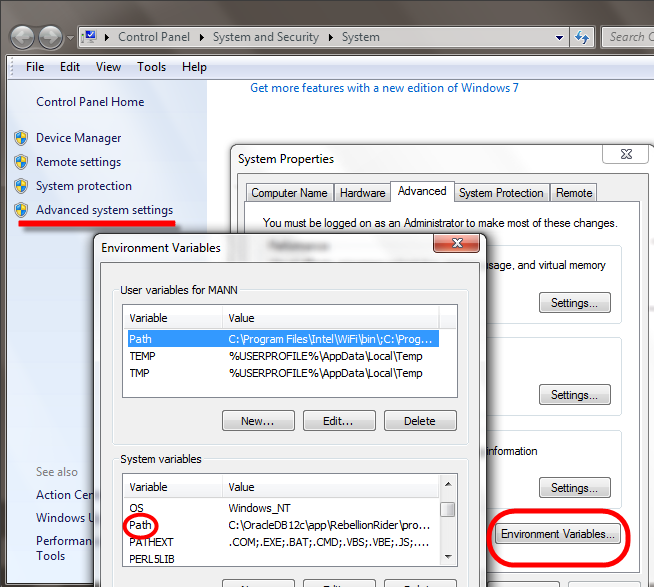 Control Panel ▸ System and Security ▸ System
Search C
File Edit View Tools Help
Control Panel Home
Device Manager
Remote settings
System protection
Advanced system settings
See also
Action Cen
Windows U
Performan
Tools
Get more features with a new edition of Windows 7
System Properties
Computer Name Hardware Advanced System Protection Remote
You must be logged on as an Administrator to make most of these changes.
Performance
usage, and virtual memory
Settings...
Settings...
information
Settings...
Environment Variables...
Environment Variables
User variables for MANN
Variable Value
Path C:\Program Files\Intel\WiFi\bin\;C:\Prog...
TEMP %USERPROFILE%\AppData\Local\Temp
TMP %USERPROFILE%\AppData\Local\Temp
New... Edit... Delete
System variables
Variable Value
OS Windows_NT
Path C:\OracleDB12c\app\RebellionRider\pro...
PATHEXT .COM;.EXE;.BAT;.CMD;.VBS;.VBE;.JS;....
PERL5LIB